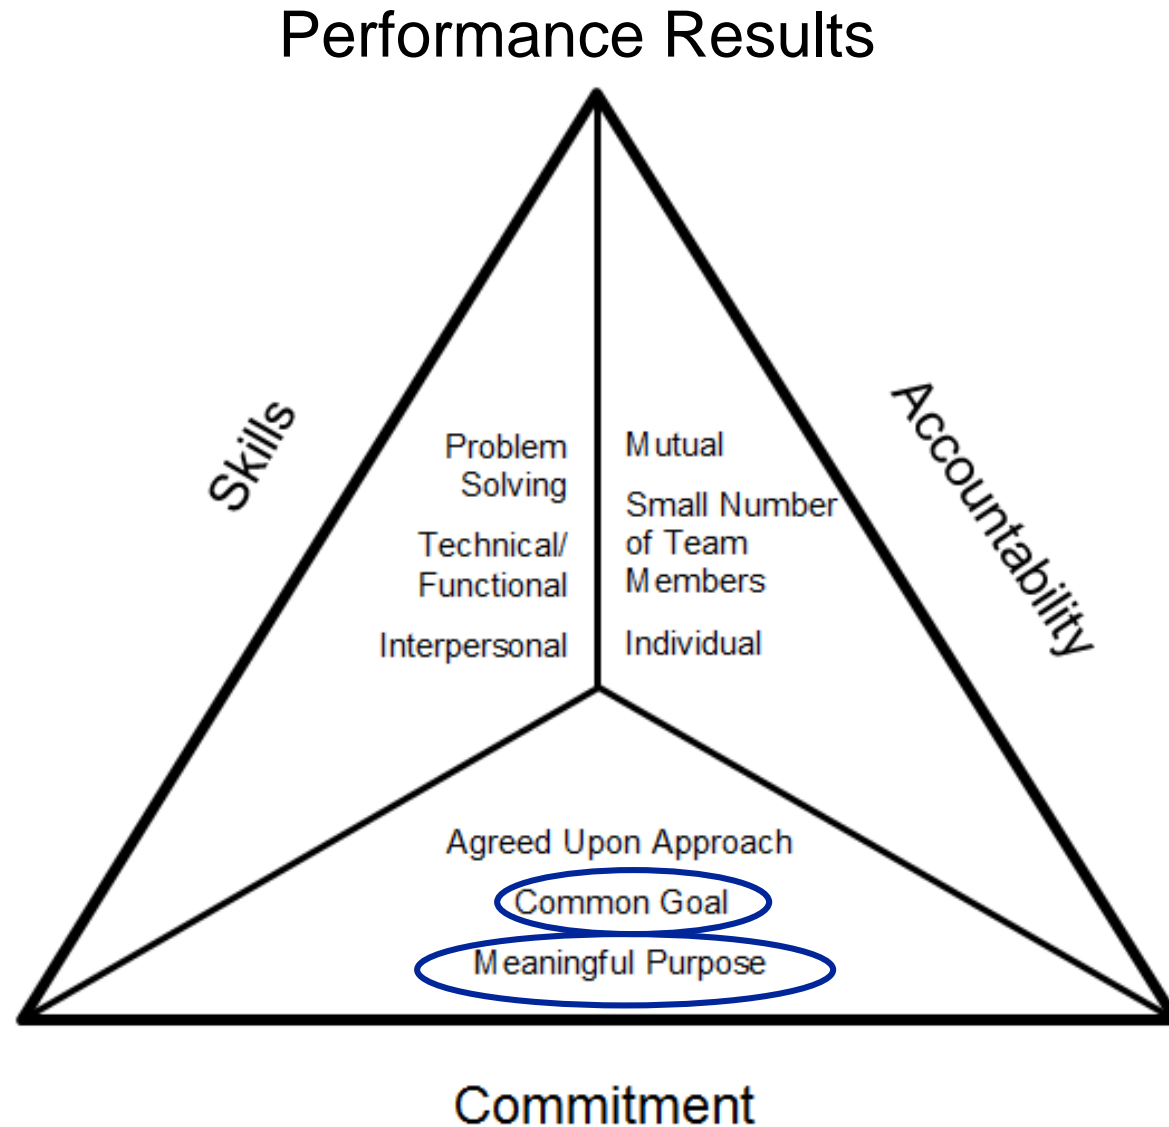 Performance Results
Skills
Accountability
Problem
Solving
Technical/
Functional
Interpersonal
Mutual
Small Number
of Team
Members
Individual
Agreed Upon Approach
Common Goal
Meaningful Purpose
Commitment